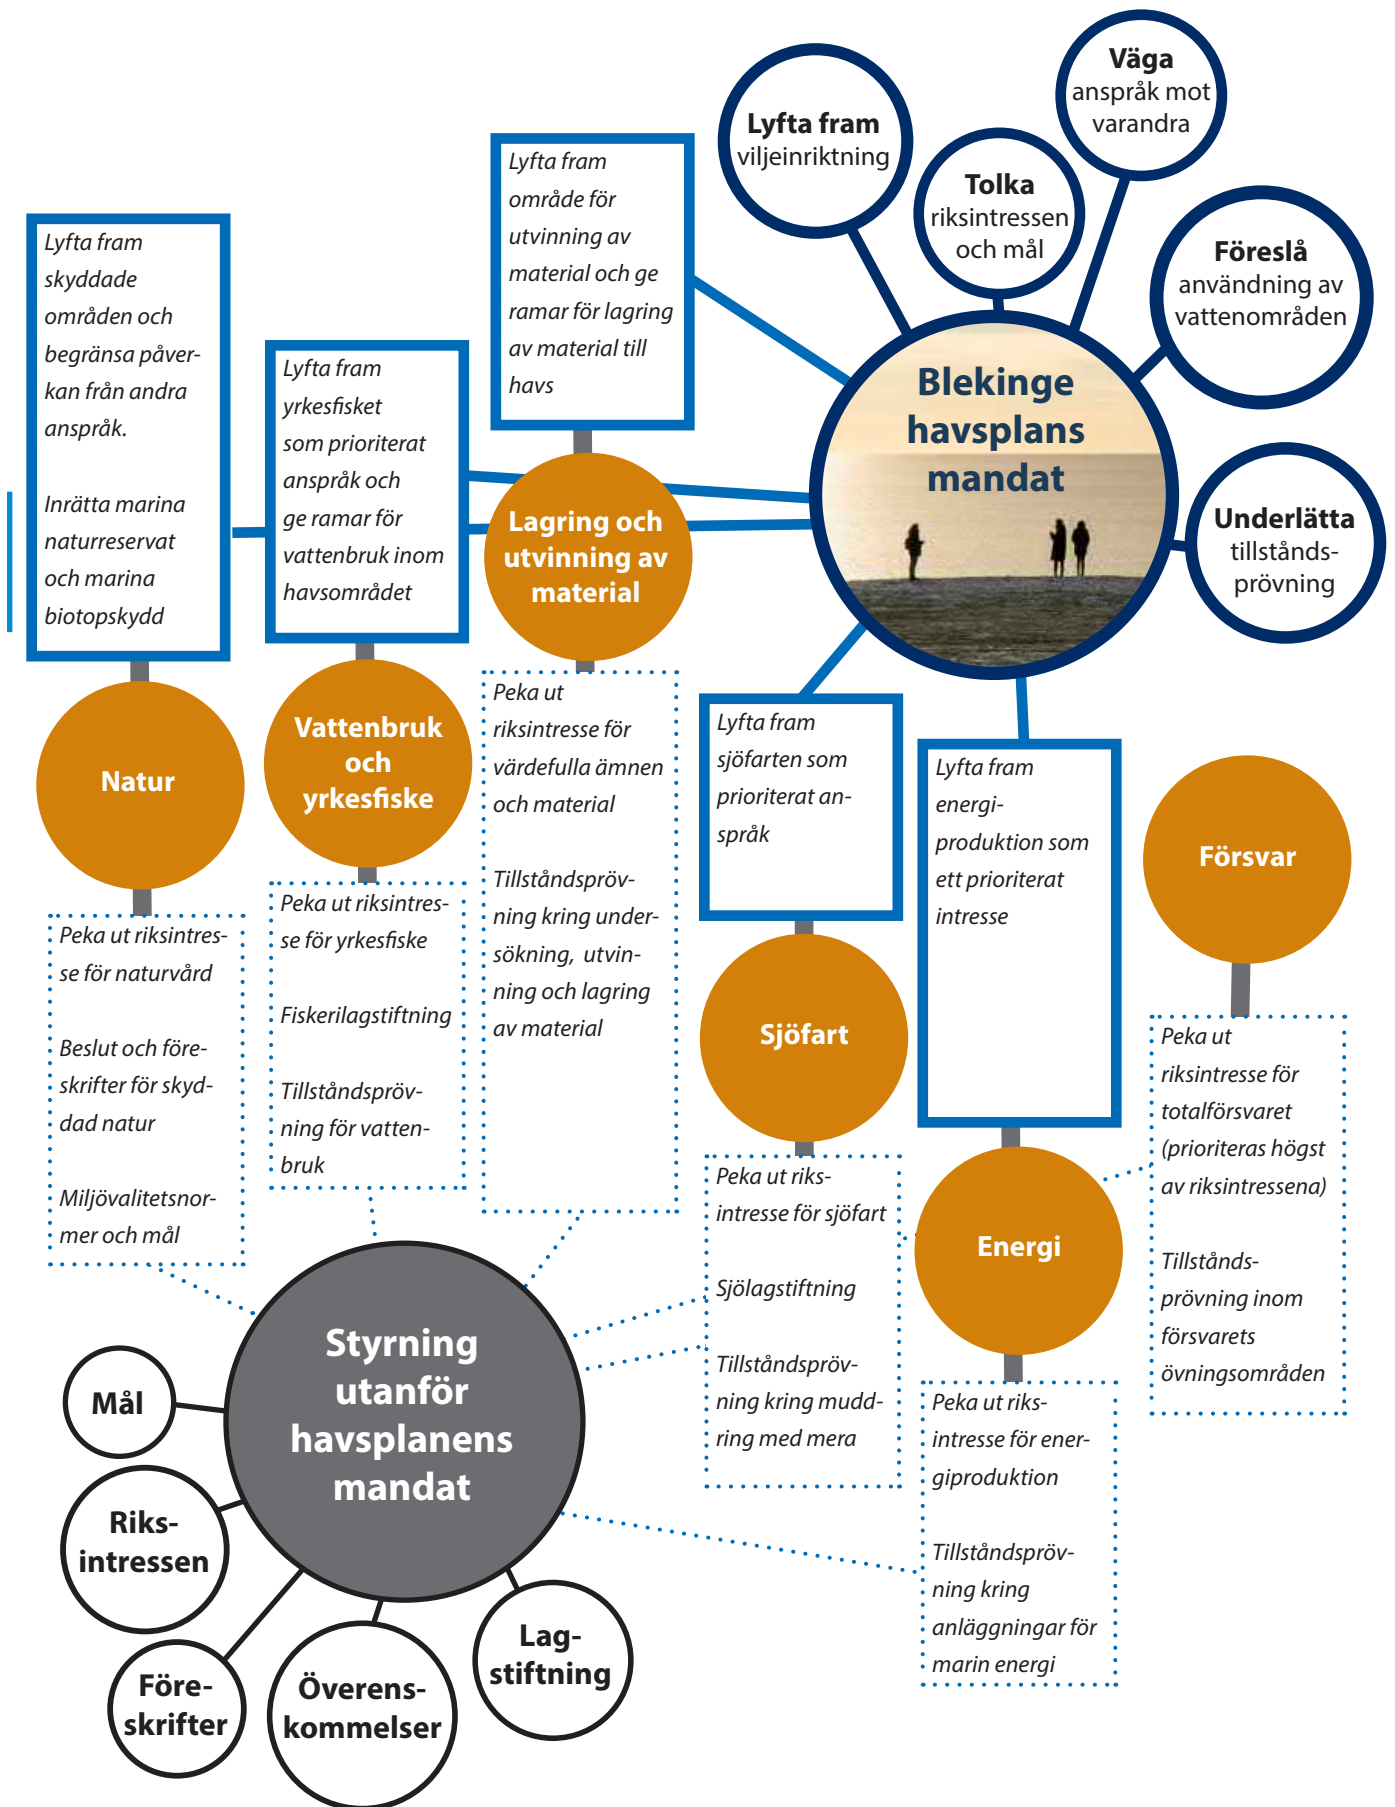 Väga
anspråk mot
varandra
Lyfta fram
viljeinriktning
Tolka
riksintressen
och mål
Föreslå
användning av
vattenområden
Underlätta
tillstånds-
prövning
Blekinge
havsplans
mandat
Lyfta fram
område för
utvinning av
material och ge
ramar för lagring
av material till
havs
Lyfta fram
skyddade
områden och
begränsa påver-
kan från andra
anspråk.
Inrätta marina
naturreservat
och marina
biotopskydd
Lyfta fram
yrkesfisket
som prioriterat
anspråk och
ge ramar för
vattenbruk inom
havsområdet
Lagring och
utvinning av
material
Natur
Vattenbruk
och
yrkesfiske
Peka ut
riksintresse för
värdefulla ämnen
och material
Tillståndspröv-
ning kring under-
sökning, utvin-
ning och lagring
av material
Lyfta fram
sjöfarten som
prioriterat an-
språk
Lyfta fram
energi-
produktion som
ett prioriterat
intresse
Försvar
Peka ut riksintres-
se för naturvård
Beslut och före-
skrifter för skyd-
dad natur
Miljövalitetsnor-
mer och mål
Peka ut riksintres-
se för yrkesfiske
Fiskerilagstiftning
Tillståndspröv-
ning för vatten-
bruk
Sjöfart
Energi
Peka ut
riksintresse för
totalförsvaret
(prioriteras högst
av riksintressena)
Tillstånds-
prövning inom
försvarets
övningsområden
Peka ut riks-
intresse för sjöfart
Sjölagstiftning
Tillståndspröv-
ning kring mudd-
ring med mera
Peka ut riks-
intresse för ener-
giproduktion
Tillståndspröv-
ning kring
anläggningar för
marin energi
Styrning
utanför
havsplanens
mandat
Mål
Riks-
intressen
Före-
skrifter
Överens-
kommelser
Lag-
stiftning